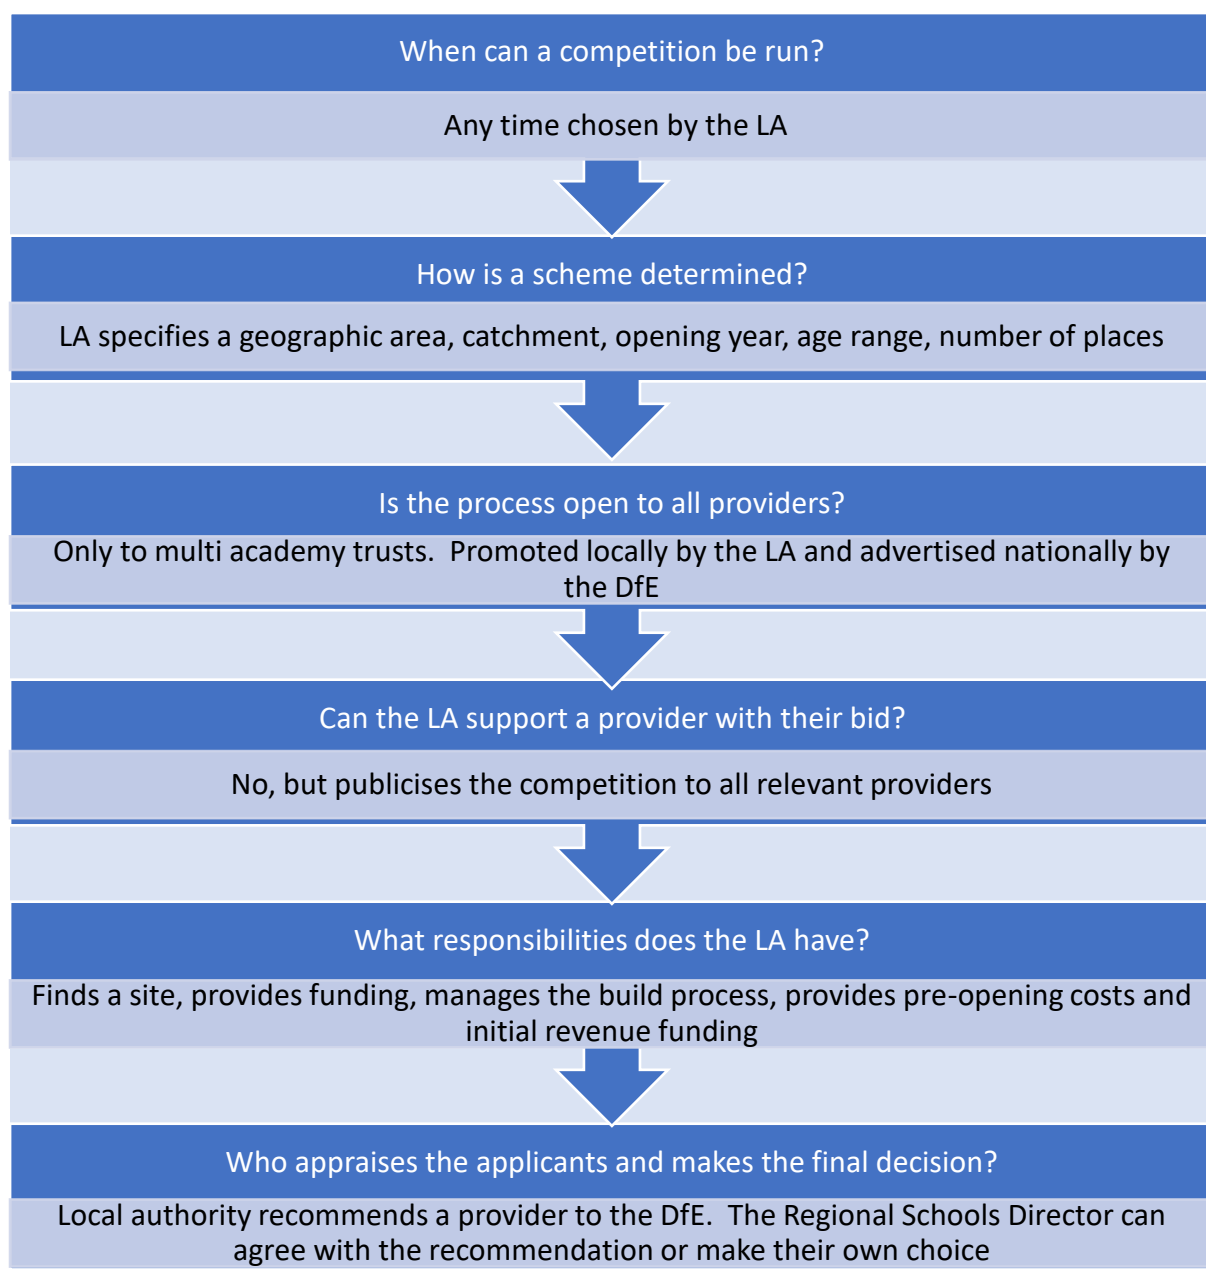 When can a competition be run?
Any time chosen by the LA
How is a scheme determined?
LA specifies a geographic area, catchment, opening year, age range, number of places
Is the process open to all providers?
Only to multi academy trusts.  Promoted locally by the LA and advertised nationally by
the DfE
Can the LA support a provider with their bid?
No, but publicises the competition to all relevant providers
What responsibilities does the LA have?
Finds a site, provides funding, manages the build process, provides pre-opening costs and
initial revenue funding
Who appraises the applicants and makes the final decision?
Local authority recommends a provider to the DfE.  The Regional Schools Director can
agree with the recommendation or make their own choice